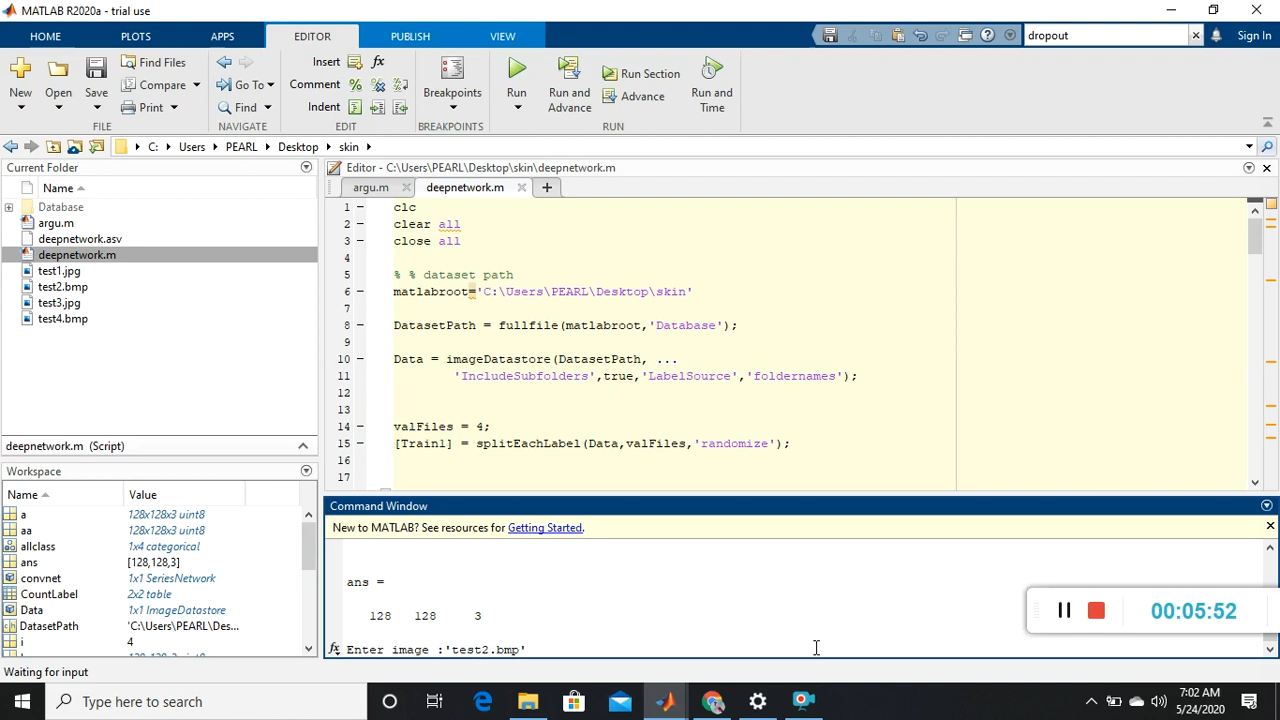 MATLAB R2020a - trial use
HOME PLOTS APPS EDITOR PUBLISH VIEW dropout Sign In
New Open Save Find Files Compare Print
Go To Find
Insert Comment Indent
Breakpoints
Run Run and Advance Run Section Advance Run and Time
FILE NAVIGATE EDIT BREAKPOINTS RUN
C: Users PEARL Desktop skin
Current Folder
Name
Database
argu.m
deepnetwork.asv
deepnetwork.m
test1.jpg
test2.bmp
test3.jpg
test4.bmp
deepnetwork.m (Script)
Workspace
Name Value
a 128x128x3 uint8
aa 128x128x3 uint8
allclass 1x4 categorical
ans [128,128,3]
convnet 1x1 SeriesNetwork
CountLabel 2x2 table
Data 1x1 ImageDatastore
DatasetPath 'C:\Users\PEARL\Des...
i 4
Editor - C:\Users\PEARL\Desktop\skin\deepnetwork.m
argu.m deepnetwork.m
1 clc
2 clear all
3 close all
4
5 % % dataset path
6 matlabroot='C:\Users\PEARL\Desktop\skin'
7
8 DatasetPath = fullfile(matlabroot,'Database');
9
10 Data = imageDatastore(DatasetPath, ...
11 'IncludeSubfolders',true,'LabelSource','foldernames');
12
13
14 valFiles = 4;
15 [Train1] = splitEachLabel(Data,valFiles,'randomize');
16
17
Command Window
New to MATLAB? See resources for Getting Started.
ans =
128 128 3
Enter image :'test2.bmp'
00:05:52
Waiting for input
Type here to search
7:02 AM
5/24/2020